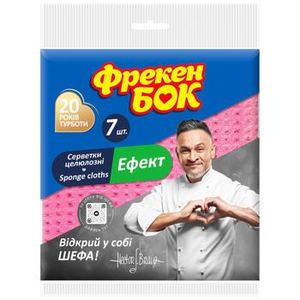 Фрекен
БОК
20
РОКІВ
ТУРБОТИ
7 шт.
Серветки
целюлозні
Sponge cloths
Ефект
Відкрий у собі
ШЕФА!